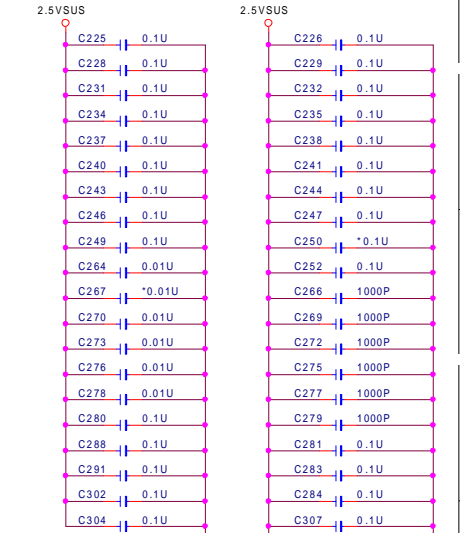 2.5VSUS 2.5VSUS
C225 0.1U C226 0.1U
C228 0.1U C229 0.1U
C231 0.1U C232 0.1U
C234 0.1U C235 0.1U
C237 0.1U C238 0.1U
C240 0.1U C241 0.1U
C243 0.1U C244 0.1U
C246 0.1U C247 0.1U
C249 0.1U C250 *0.1U
C264 0.01U C252 0.1U
C267 *0.01U C266 1000P
C270 0.01U C269 1000P
C273 0.01U C272 1000P
C276 0.01U C275 1000P
C278 0.01U C277 1000P
C280 0.1U C279 1000P
C288 0.1U C281 0.1U
C291 0.1U C283 0.1U
C302 0.1U C284 0.1U
C304 0.1U C307 0.1U